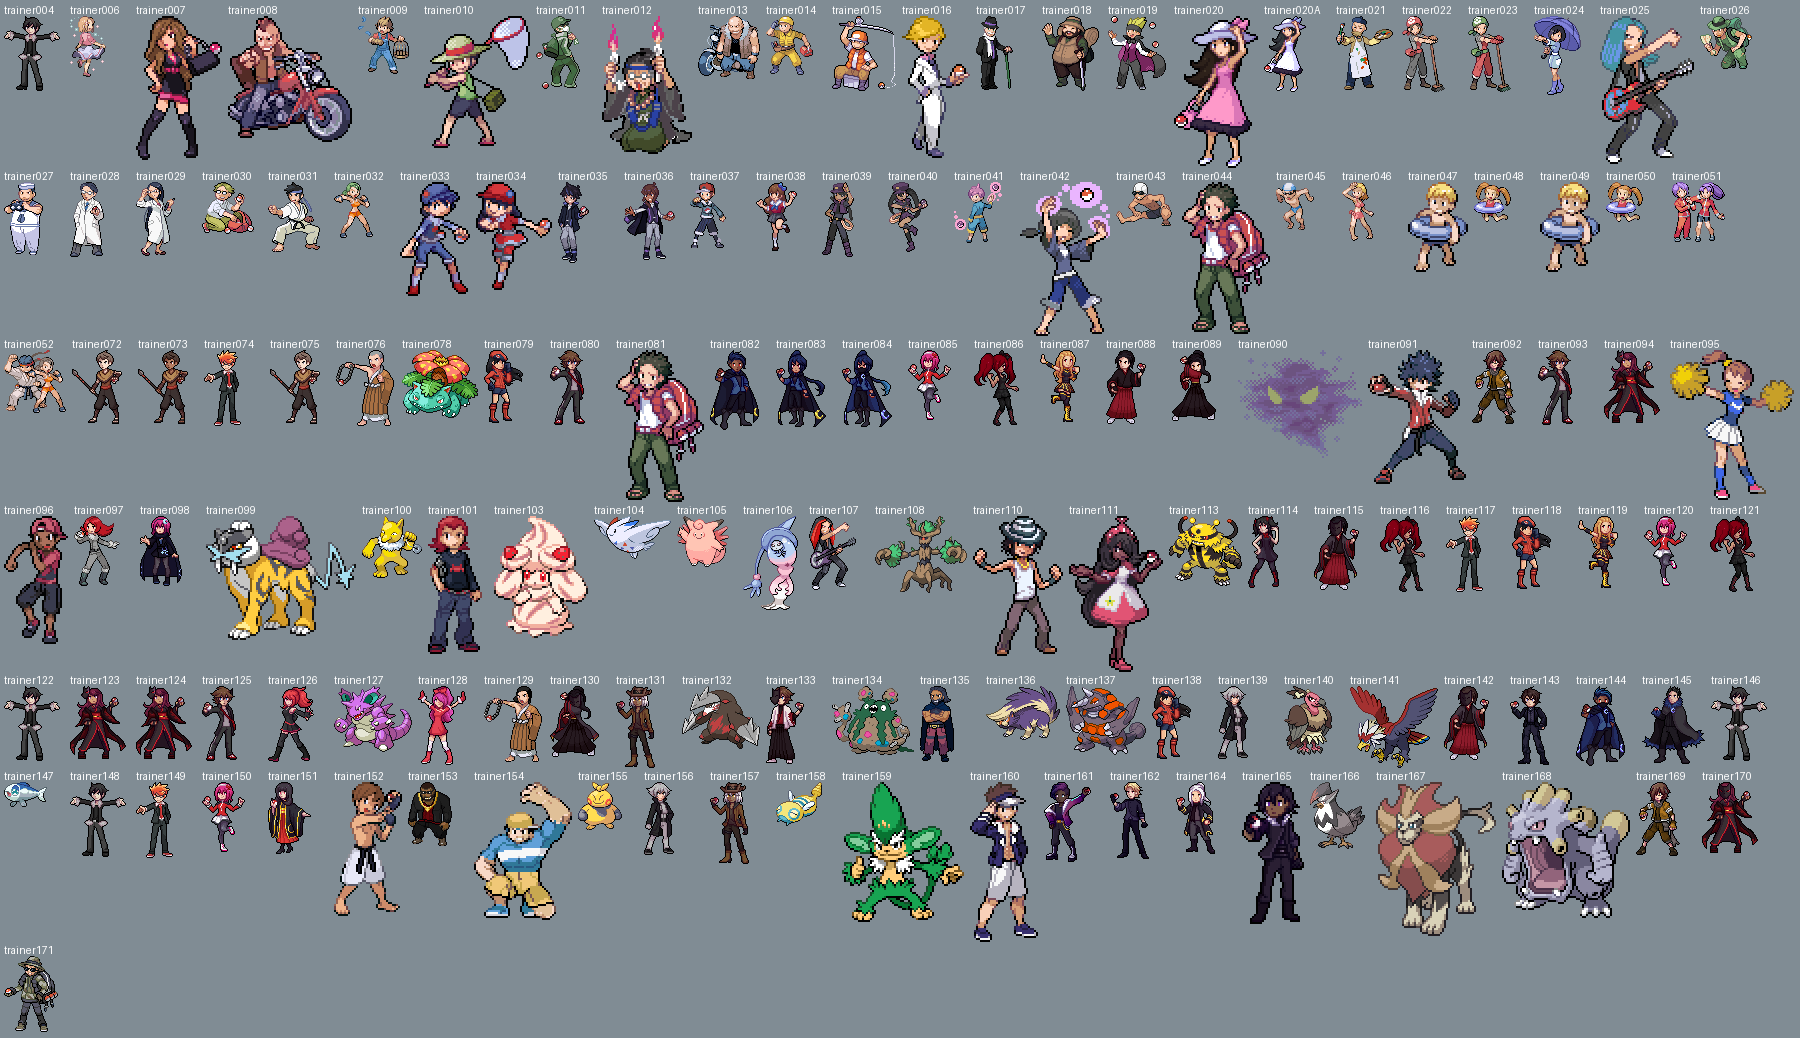 trainer004 trainer006 trainer007 trainer008 trainer009 trainer010 trainer011 trainer012 trainer013 trainer014 trainer015 trainer016 trainer017 trainer018 trainer019 trainer020 trainer020A trainer021 trainer022 trainer023 trainer024 trainer025 trainer026
trainer027 trainer028 trainer029 trainer030 trainer031 trainer032 trainer033 trainer034 trainer035 trainer036 trainer037 trainer038 trainer039 trainer040 trainer041 trainer042 trainer043 trainer044 trainer045 trainer046 trainer047 trainer048 trainer049 trainer050 trainer051
trainer052 trainer072 trainer073 trainer074 trainer075 trainer076 trainer078 trainer079 trainer080 trainer081 trainer082 trainer083 trainer084 trainer085 trainer086 trainer087 trainer088 trainer089 trainer090 trainer091 trainer092 trainer093 trainer094 trainer095
trainer096 trainer097 trainer098 trainer099 trainer100 trainer101 trainer103 trainer104 trainer105 trainer106 trainer107 trainer108 trainer110 trainer111 trainer113 trainer114 trainer115 trainer116 trainer117 trainer118 trainer119 trainer120 trainer121
trainer122 trainer123 trainer124 trainer125 trainer126 trainer127 trainer128 trainer129 trainer130 trainer131 trainer132 trainer133 trainer134 trainer135 trainer136 trainer137 trainer138 trainer139 trainer140 trainer141 trainer142 trainer143 trainer144 trainer145 trainer146
trainer147 trainer148 trainer149 trainer150 trainer151 trainer152 trainer153 trainer154 trainer155 trainer156 trainer157 trainer158 trainer159 trainer160 trainer161 trainer162 trainer164 trainer165 trainer166 trainer167 trainer168 trainer169 trainer170
trainer171